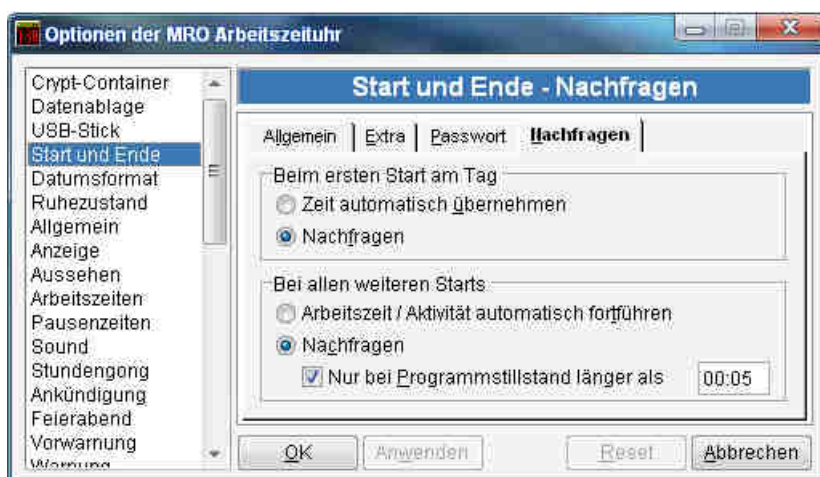 Optionen der MRO Arbeitszeituhr
Crypt-Container
Datenablage
USB-Stick
Start und Ende
Datumsformat
Ruhezustand
Allgemein
Anzeige
Aussehen
Arbeitszeiten
Pausenzeiten
Sound
Stundengong
Ankündigung
Feierabend
Vorwarnung
Warnung
Start und Ende - Nachfragen
Allgemein
Extra
Passwort
Nachfragen
Beim ersten Start am Tag
Zeit automatisch übernehmen
Nachfragen
Bei allen weiteren Starts
Arbeitszeit / Aktivität automatisch fortführen
Nachfragen
Nur bei Programmstillstand länger als
00:05
OK
Anwenden
Reset
Abbrechen